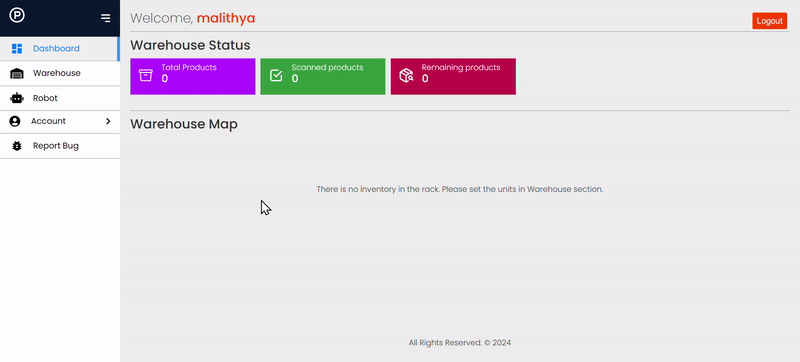 P
Welcome, malithya
Logout
Dashboard
Warehouse
Robot
Account
Report Bug
Warehouse Status
Total Products
0
Scanned products
0
Remaining products
0
Warehouse Map
There is no inventory in the rack. Please set the units in Warehouse section.
All Rights Reserved. © 2024